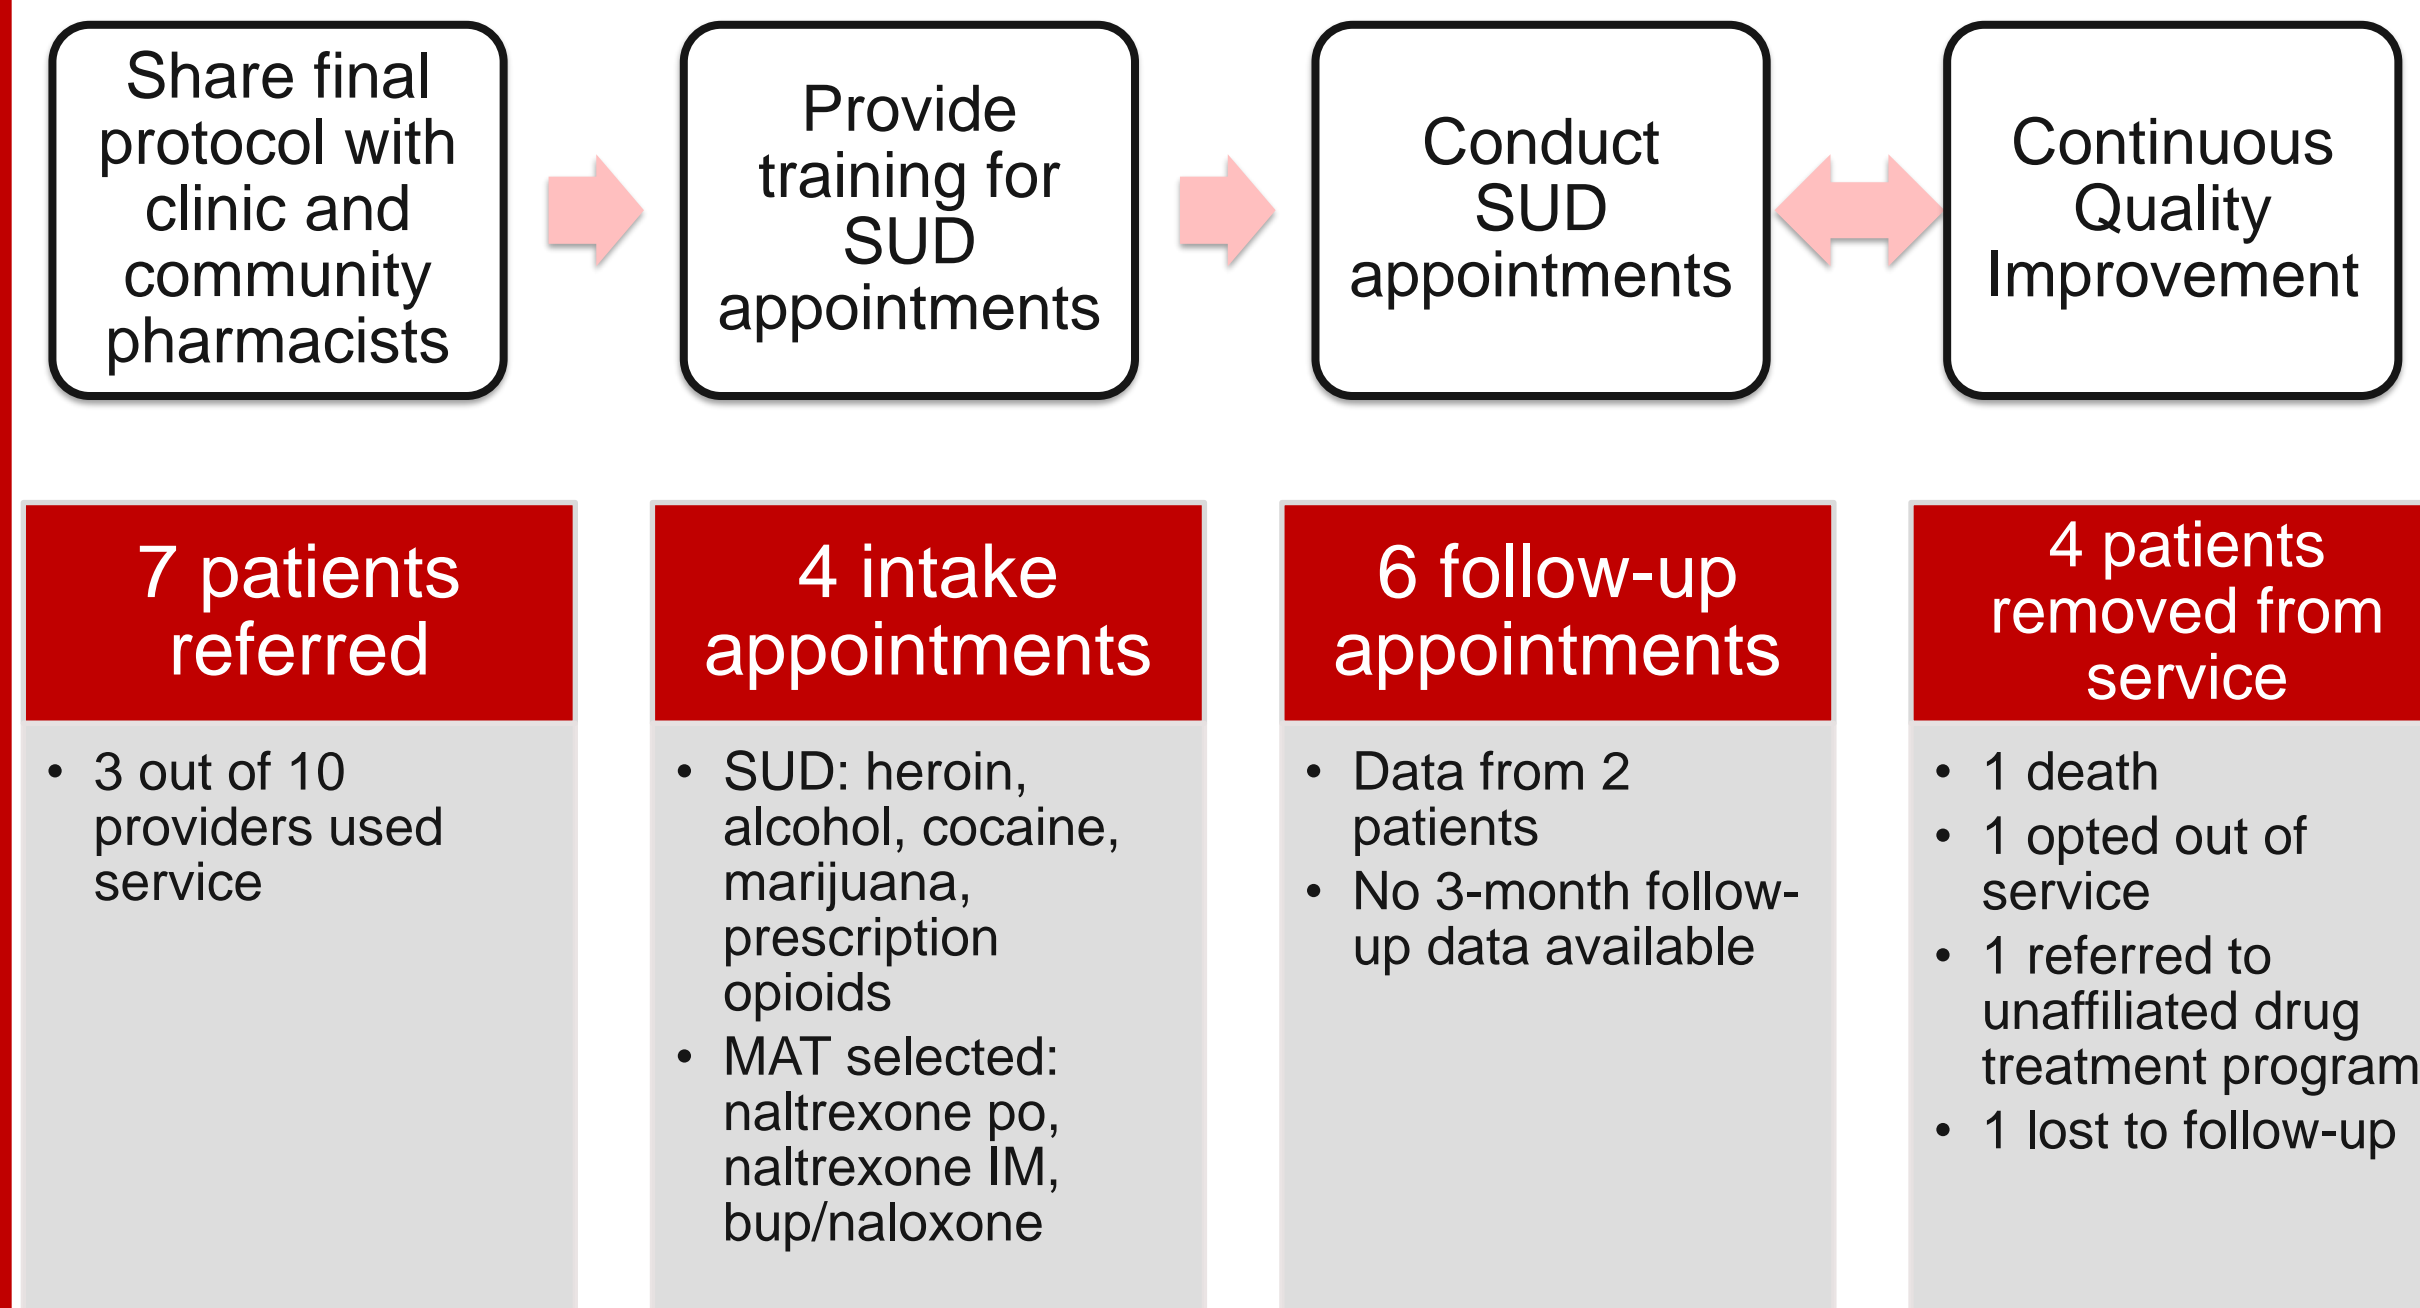 Share final
protocol with
clinic and
community
pharmacists
Provide
training for
SUD
appointments
Conduct
SUD
appointments
Continuous
Quality
Improvement
7 patients
referred
• 3 out of 10
providers used
service
4 intake
appointments
• SUD: heroin,
alcohol, cocaine,
marijuana,
prescription
opioids
• MAT selected:
naltrexone po,
naltrexone IM,
bup/naloxone
6 follow-up
appointments
• Data from 2
patients
• No 3-month follow-
up data available
4 patients
removed from
service
• 1 death
• 1 opted out of
service
• 1 referred to
unaffiliated drug
treatment program
• 1 lost to follow-up